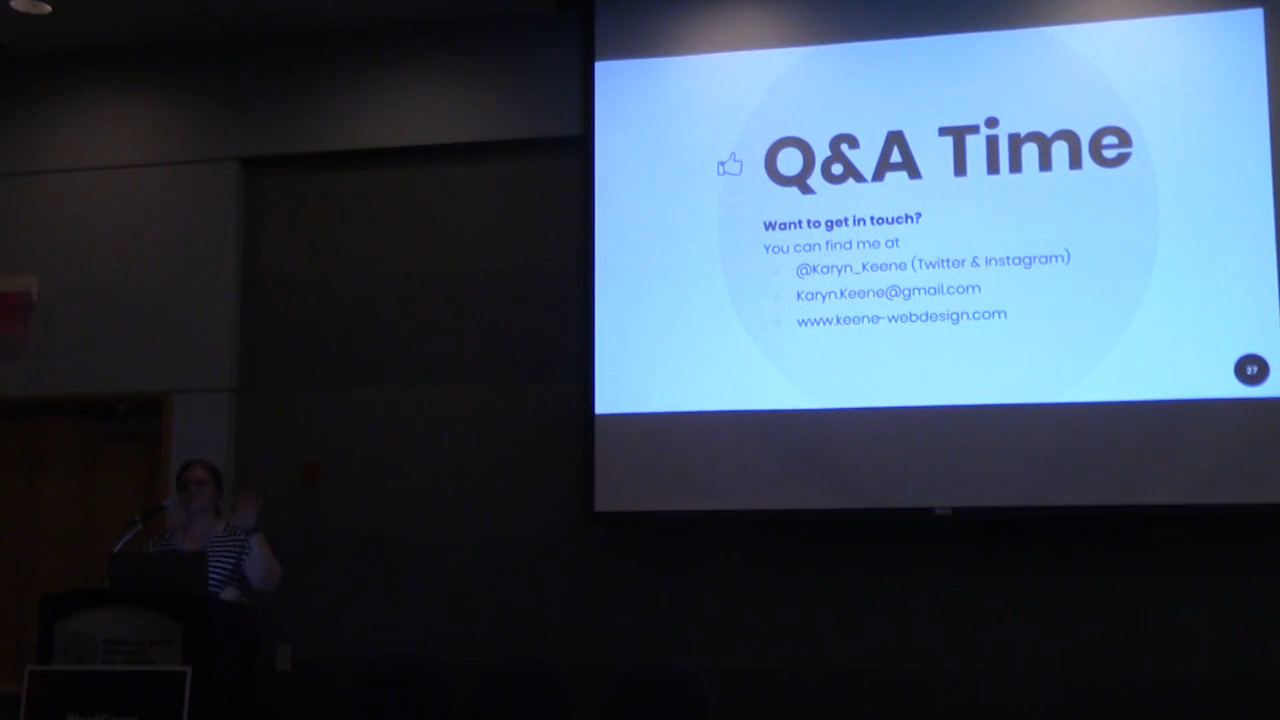 Q&A Time
Want to get in touch?
You can find me at
@Karyn_Keene (Twitter & Instagram)
Karyn.Keene@gmail.com
www.keene-webdesign.com
27